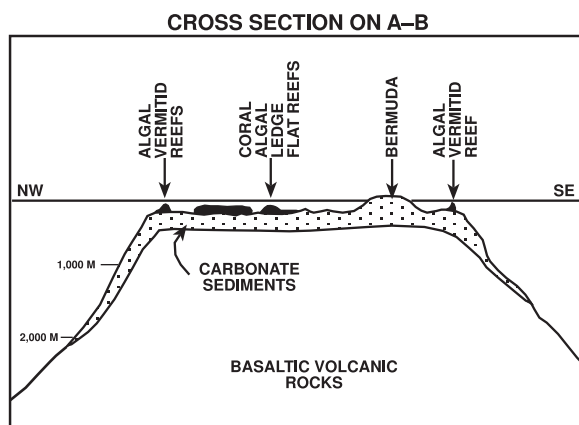 CROSS SECTION ON A–B
ALGAL
VERMITID
REEFS
CORAL
ALGAL
LEDGE
FLAT REEFS
BERMUDA
ALGAL
VERMITID
REEF
NW
SE
1,000 M
CARBONATE
SEDIMENTS
2,000 M
BASALTIC VOLCANIC
ROCKS